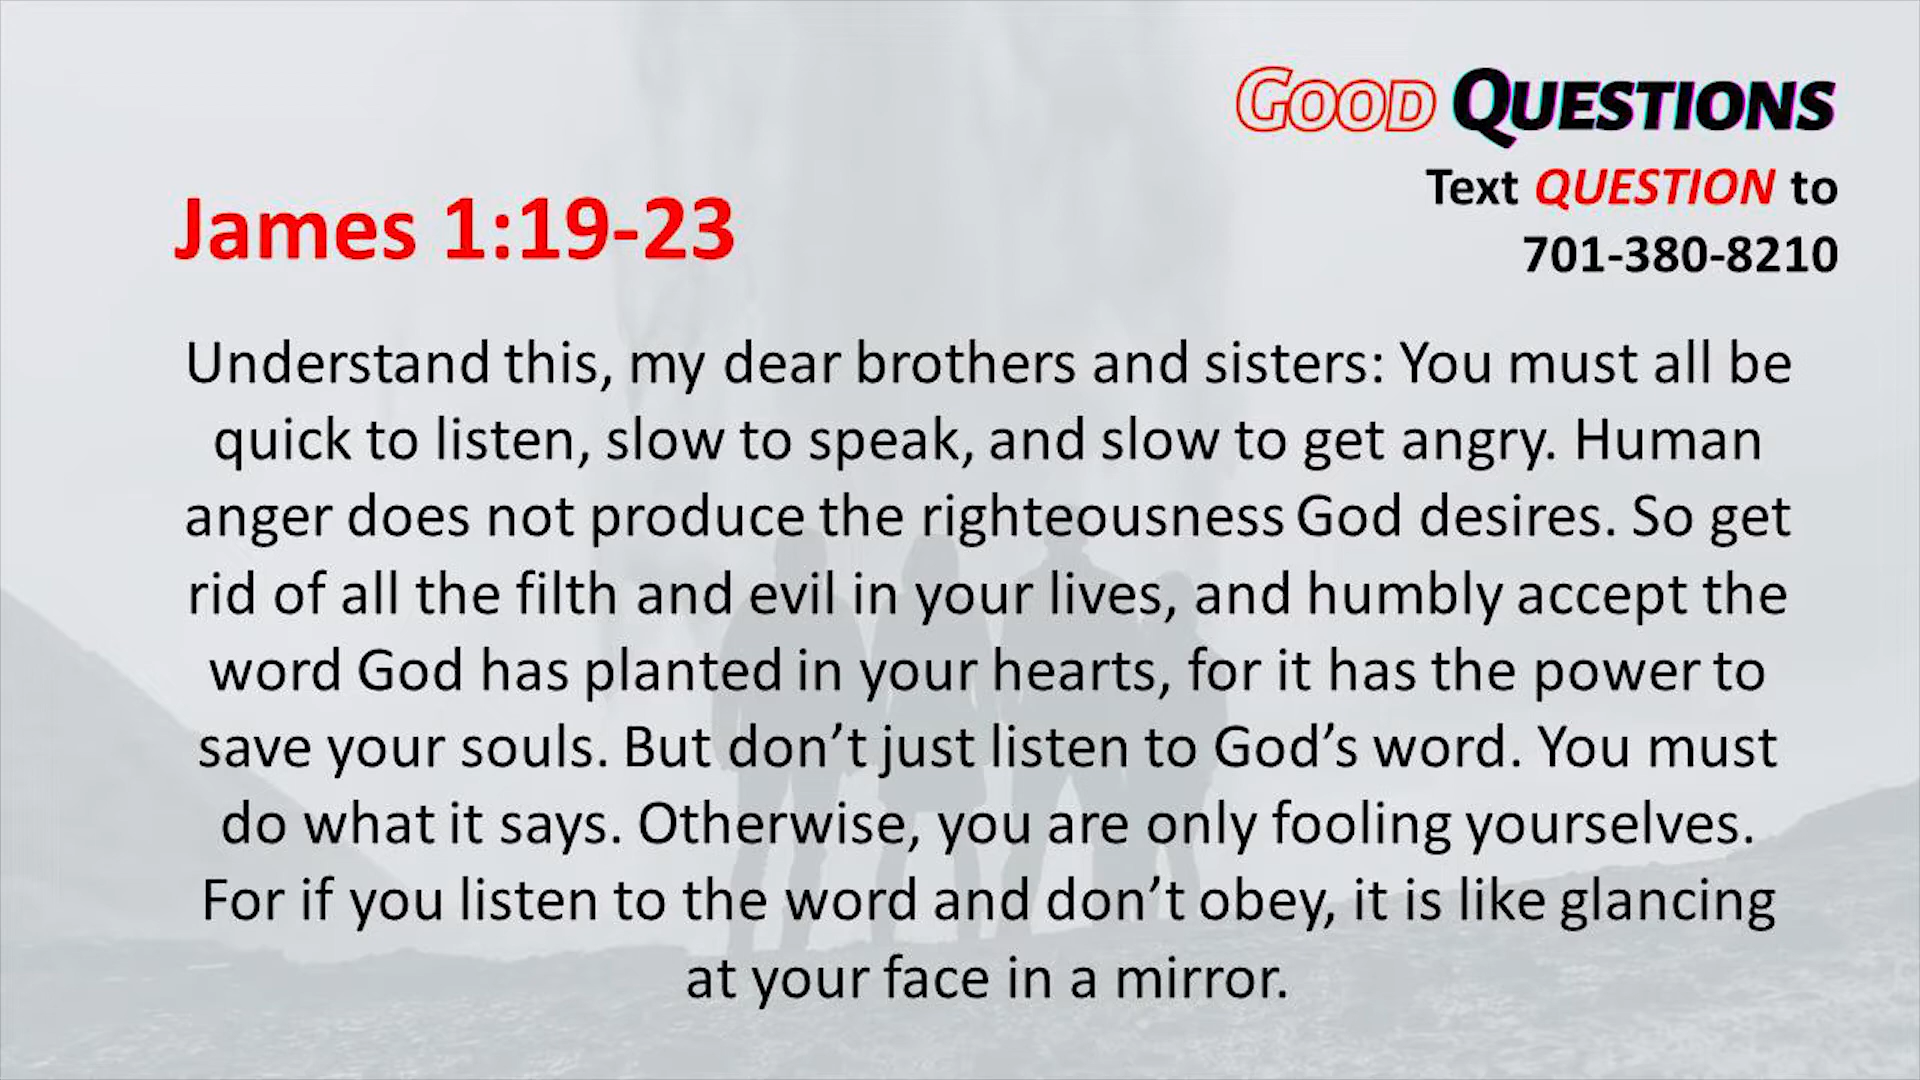 GOOD QUESTIONS
Text QUESTION to
701-380-8210
James 1:19-23
Understand this, my dear brothers and sisters: You must all be
quick to listen, slow to speak, and slow to get angry. Human
anger does not produce the righteousness God desires. So get
rid of all the filth and evil in your lives, and humbly accept the
word God has planted in your hearts, for it has the power to
save your souls. But don’t just listen to God’s word. You must
do what it says. Otherwise, you are only fooling yourselves.
For if you listen to the word and don’t obey, it is like glancing
at your face in a mirror.